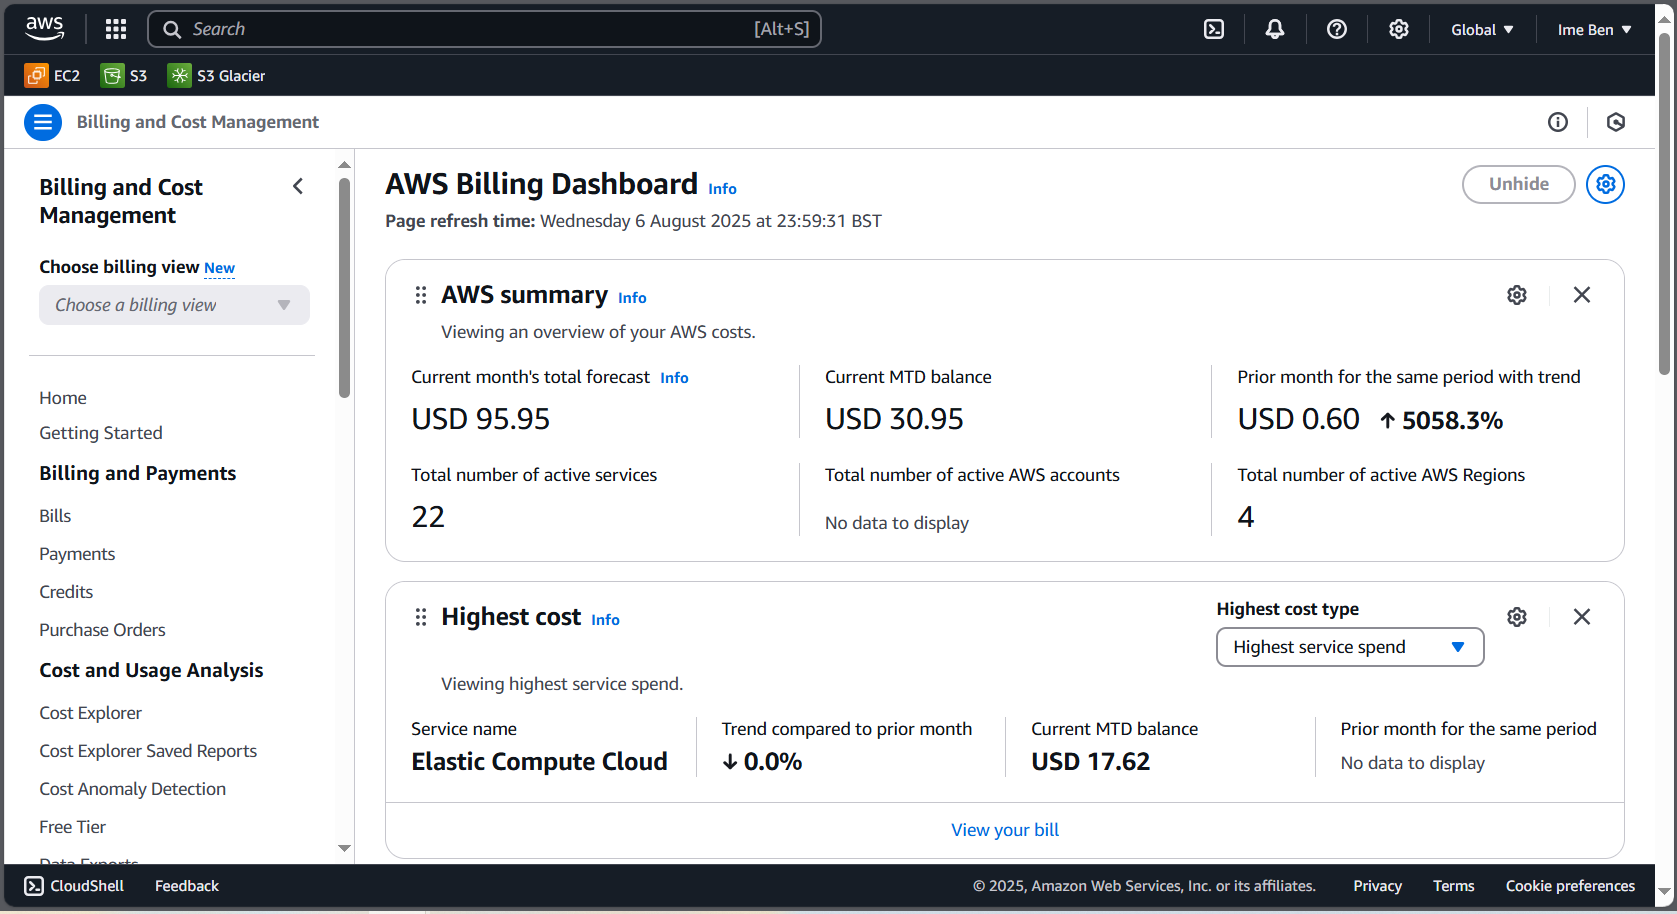 aws
Search [Alt+S]
Global ▼
Ime Ben ▼
EC2
S3
S3 Glacier
Billing and Cost Management
Billing and Cost
Management
Choose billing view New
Choose a billing view
Home
Getting Started
Billing and Payments
Bills
Payments
Credits
Purchase Orders
Cost and Usage Analysis
Cost Explorer
Cost Explorer Saved Reports
Cost Anomaly Detection
Free Tier
Data Exports
AWS Billing Dashboard Info
Unhide
Page refresh time: Wednesday 6 August 2025 at 23:59:31 BST
AWS summary Info
Viewing an overview of your AWS costs.
Current month's total forecast Info
USD 95.95
Current MTD balance
USD 30.95
Prior month for the same period with trend
USD 0.60 ↑ 5058.3%
Total number of active services
22
Total number of active AWS accounts
No data to display
Total number of active AWS Regions
4
Highest cost Info
Highest cost type
Highest service spend
Viewing highest service spend.
Service name
Elastic Compute Cloud
Trend compared to prior month
↓ 0.0%
Current MTD balance
USD 17.62
Prior month for the same period
No data to display
View your bill
CloudShell
Feedback
© 2025, Amazon Web Services, Inc. or its affiliates.
Privacy
Terms
Cookie preferences